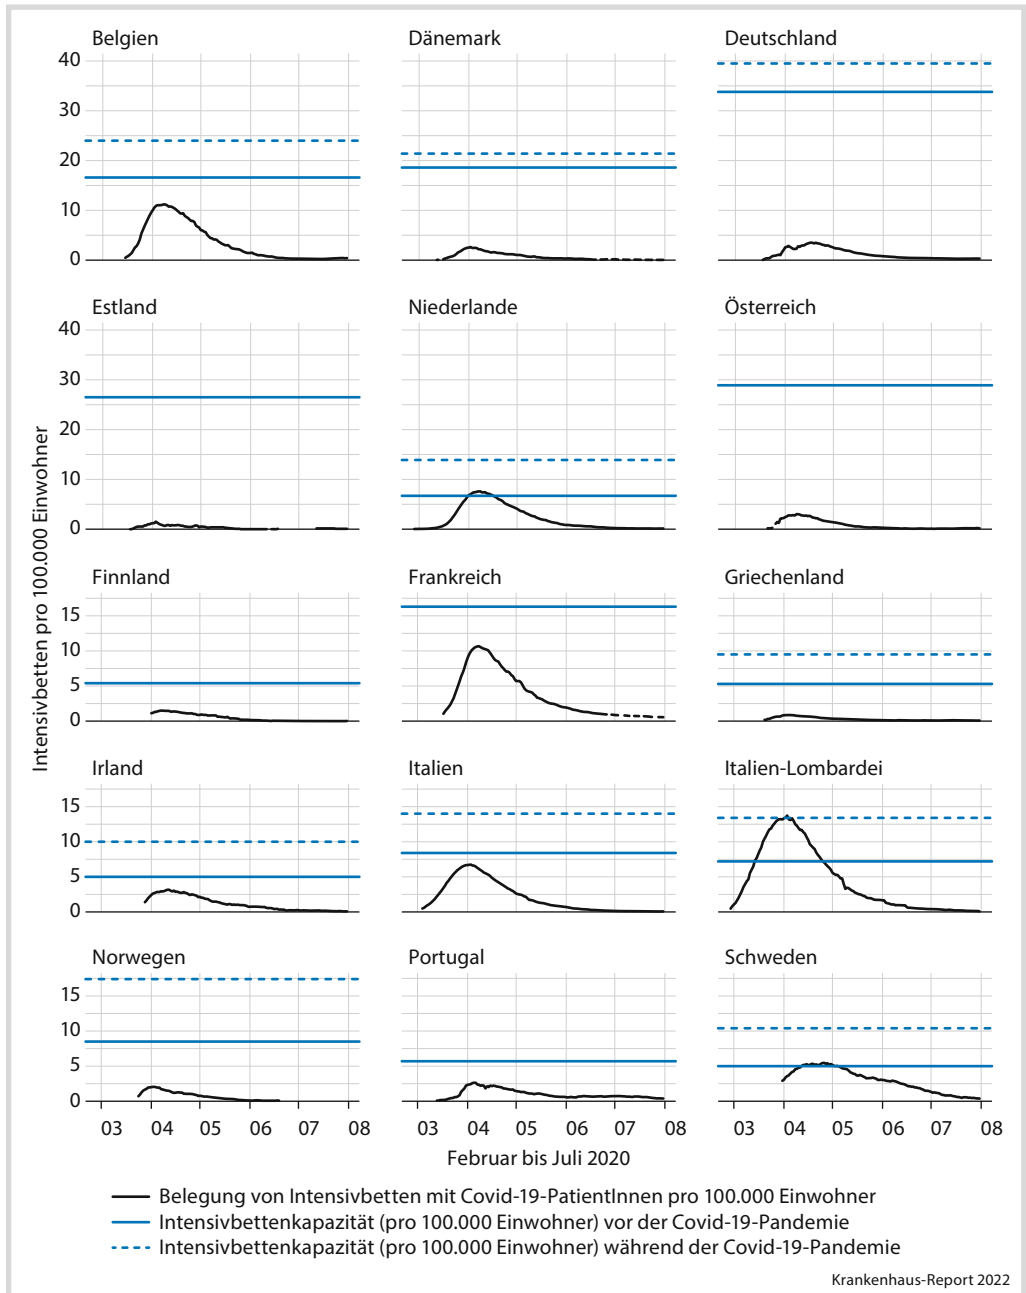 Belgien Dänemark Deutschland
40
30
20
10
0
Estland Niederlande Österreich
40
30
20
10
0
Intensivbetten pro 100.000 Einwohner
Finnland Frankreich Griechenland
15
10
5
0
Irland Italien Italien-Lombardei
15
10
5
0
Norwegen Portugal Schweden
15
10
5
0
03 04 05 06 07 08 03 04 05 06 07 08 03 04 05 06 07 08
Februar bis Juli 2020
Belegung von Intensivbetten mit Covid-19-PatientInnen pro 100.000 Einwohner
Intensivbettenkapazität (pro 100.000 Einwohner) vor der Covid-19-Pandemie
Intensivbettenkapazität (pro 100.000 Einwohner) während der Covid-19-Pandemie
Krankenhaus-Report 2022